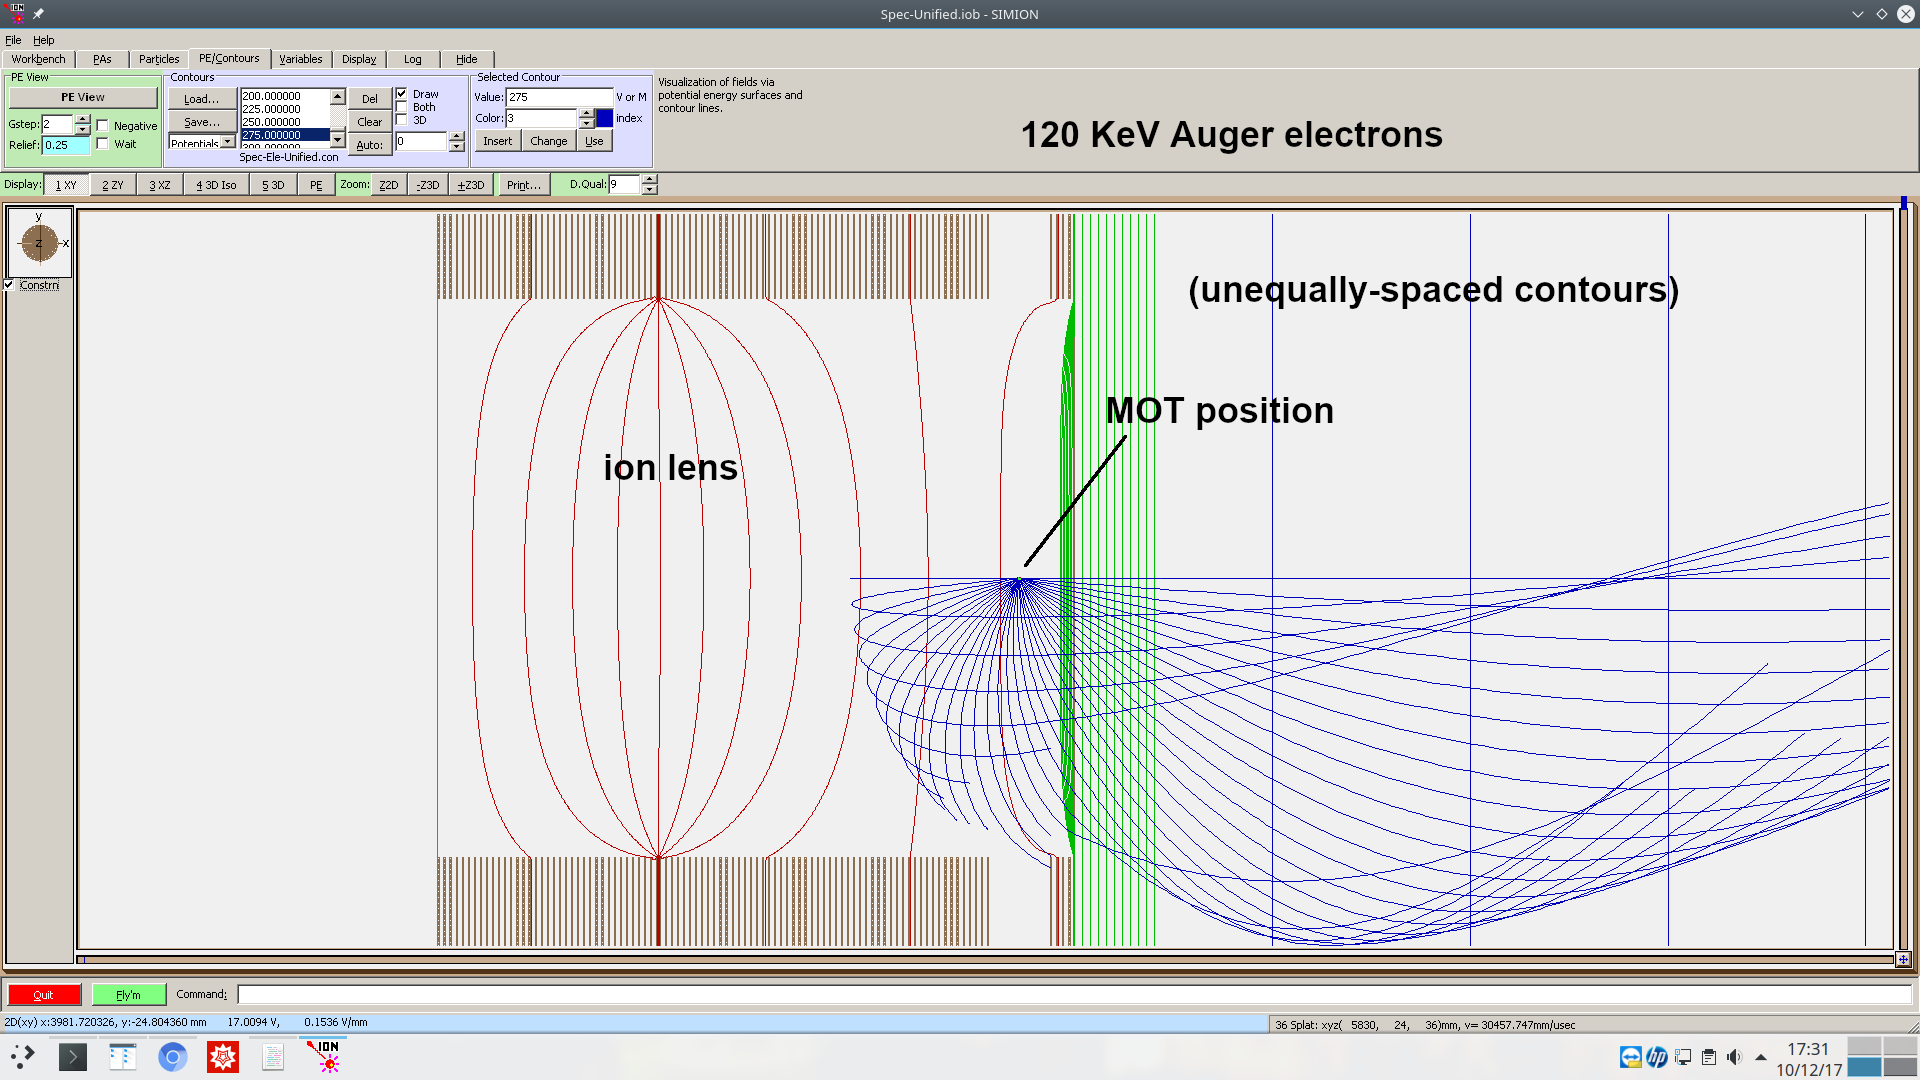 Spec-Unified.iob - SIMION
File Help
Workbench PAs Particles PE/Contours Variables Display Log Hide
PE View
PE View
Gstep: 2 Negative
Relief: 0.25 Wait
Contours
Load...
Save...
Potentials
200.000000
225.000000
250.000000
275.000000
300.000000
Del
Clear
Auto: 0
Draw
Both
3D
Spec-Ele-Unified.con
Selected Contour
Value: 275 V or M
Color: 3 index
Insert Change Use
Visualization of fields via
potential energy surfaces and
contour lines.
120 KeV Auger electrons
Display: 1 XY 2 ZY 3 XZ 4 3D Iso 5 3D PE Zoom: Z2D -Z3D +Z3D Print... D.Qual: 9
y
z x
Constrn
(unequally-spaced contours)
MOT position
ion lens
Quit Fly'm Command:
2D(xy) x:3981.720326, y:-24.804360 mm 17.0094 V, 0.1536 V/mm
36 Splat: xyz( 5830, 24, 36)mm, v= 30457.747mm/usec
ION
hp
17:31
10/12/17